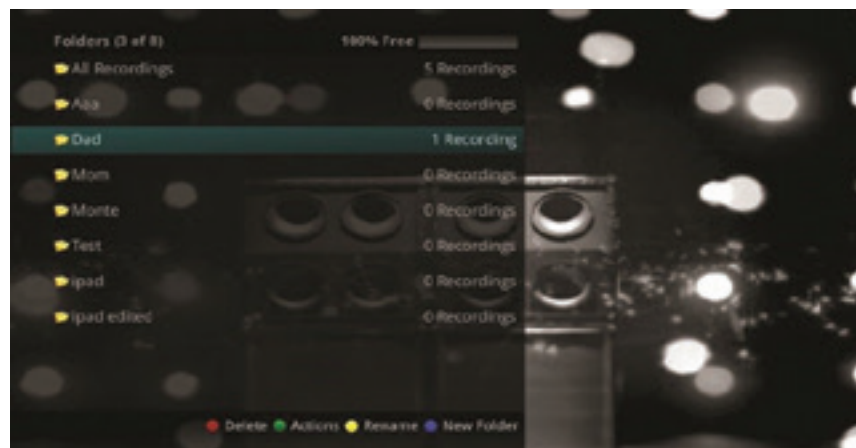 Folders (3 of 8) 100% Free
All Recordings 5 Recordings
Aaa 0 Recordings
Dad 1 Recording
Mom 0 Recordings
Monte 0 Recordings
Test 0 Recordings
ipad 0 Recordings
ipad edited 0 Recordings
Delete Actions Rename New Folder